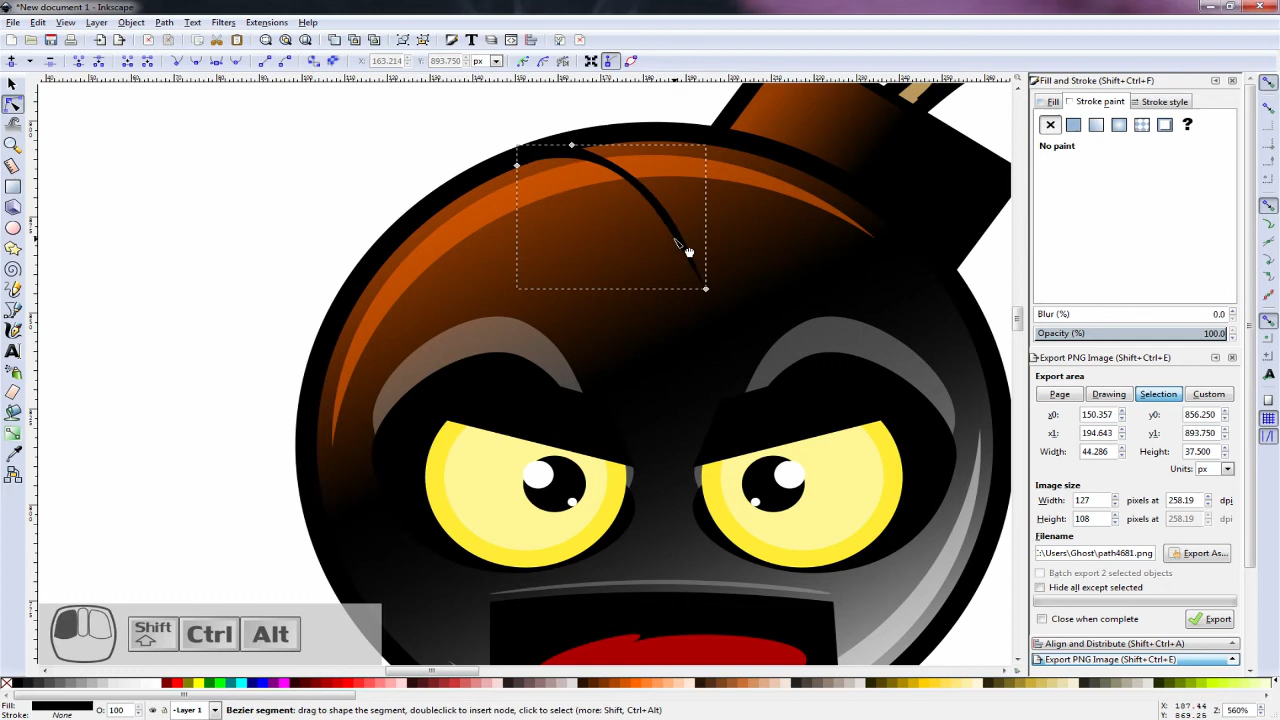 *New document 1 - Inkscape
File Edit View Layer Object Path Text Filters Extensions Help
X: 163.214 Y: 893.750 px
Fill and Stroke (Shift+Ctrl+F)
Fill Stroke paint Stroke style
?
No paint
Blur (%) 0.0
Opacity (%) 100.0
Export PNG Image (Shift+Ctrl+E)
Export area
Page Drawing Selection Custom
x0: 150.357 y0: 856.250
x1: 194.643 y1: 893.750
Width: 44.286 Height: 37.500
Units: px
Image size
Width: 127 pixels at 258.19 dpi
Height: 108 pixels at 258.19 dpi
Filename
:\Users\Ghost\path4681.png Export As...
Batch export 2 selected objects
Hide all except selected
Close when complete Export
Align and Distribute (Shift+Ctrl+A)
Export PNG Image (Shift+Ctrl+E)
Shift Ctrl Alt
Fill: O: 100 Layer 1 Bezier segment: drag to shape the segment, doubleclick to insert node, click to select (more: Shift, Ctrl+Alt) X: 187.44 Z: 560%
Stroke: None Y: 869.26